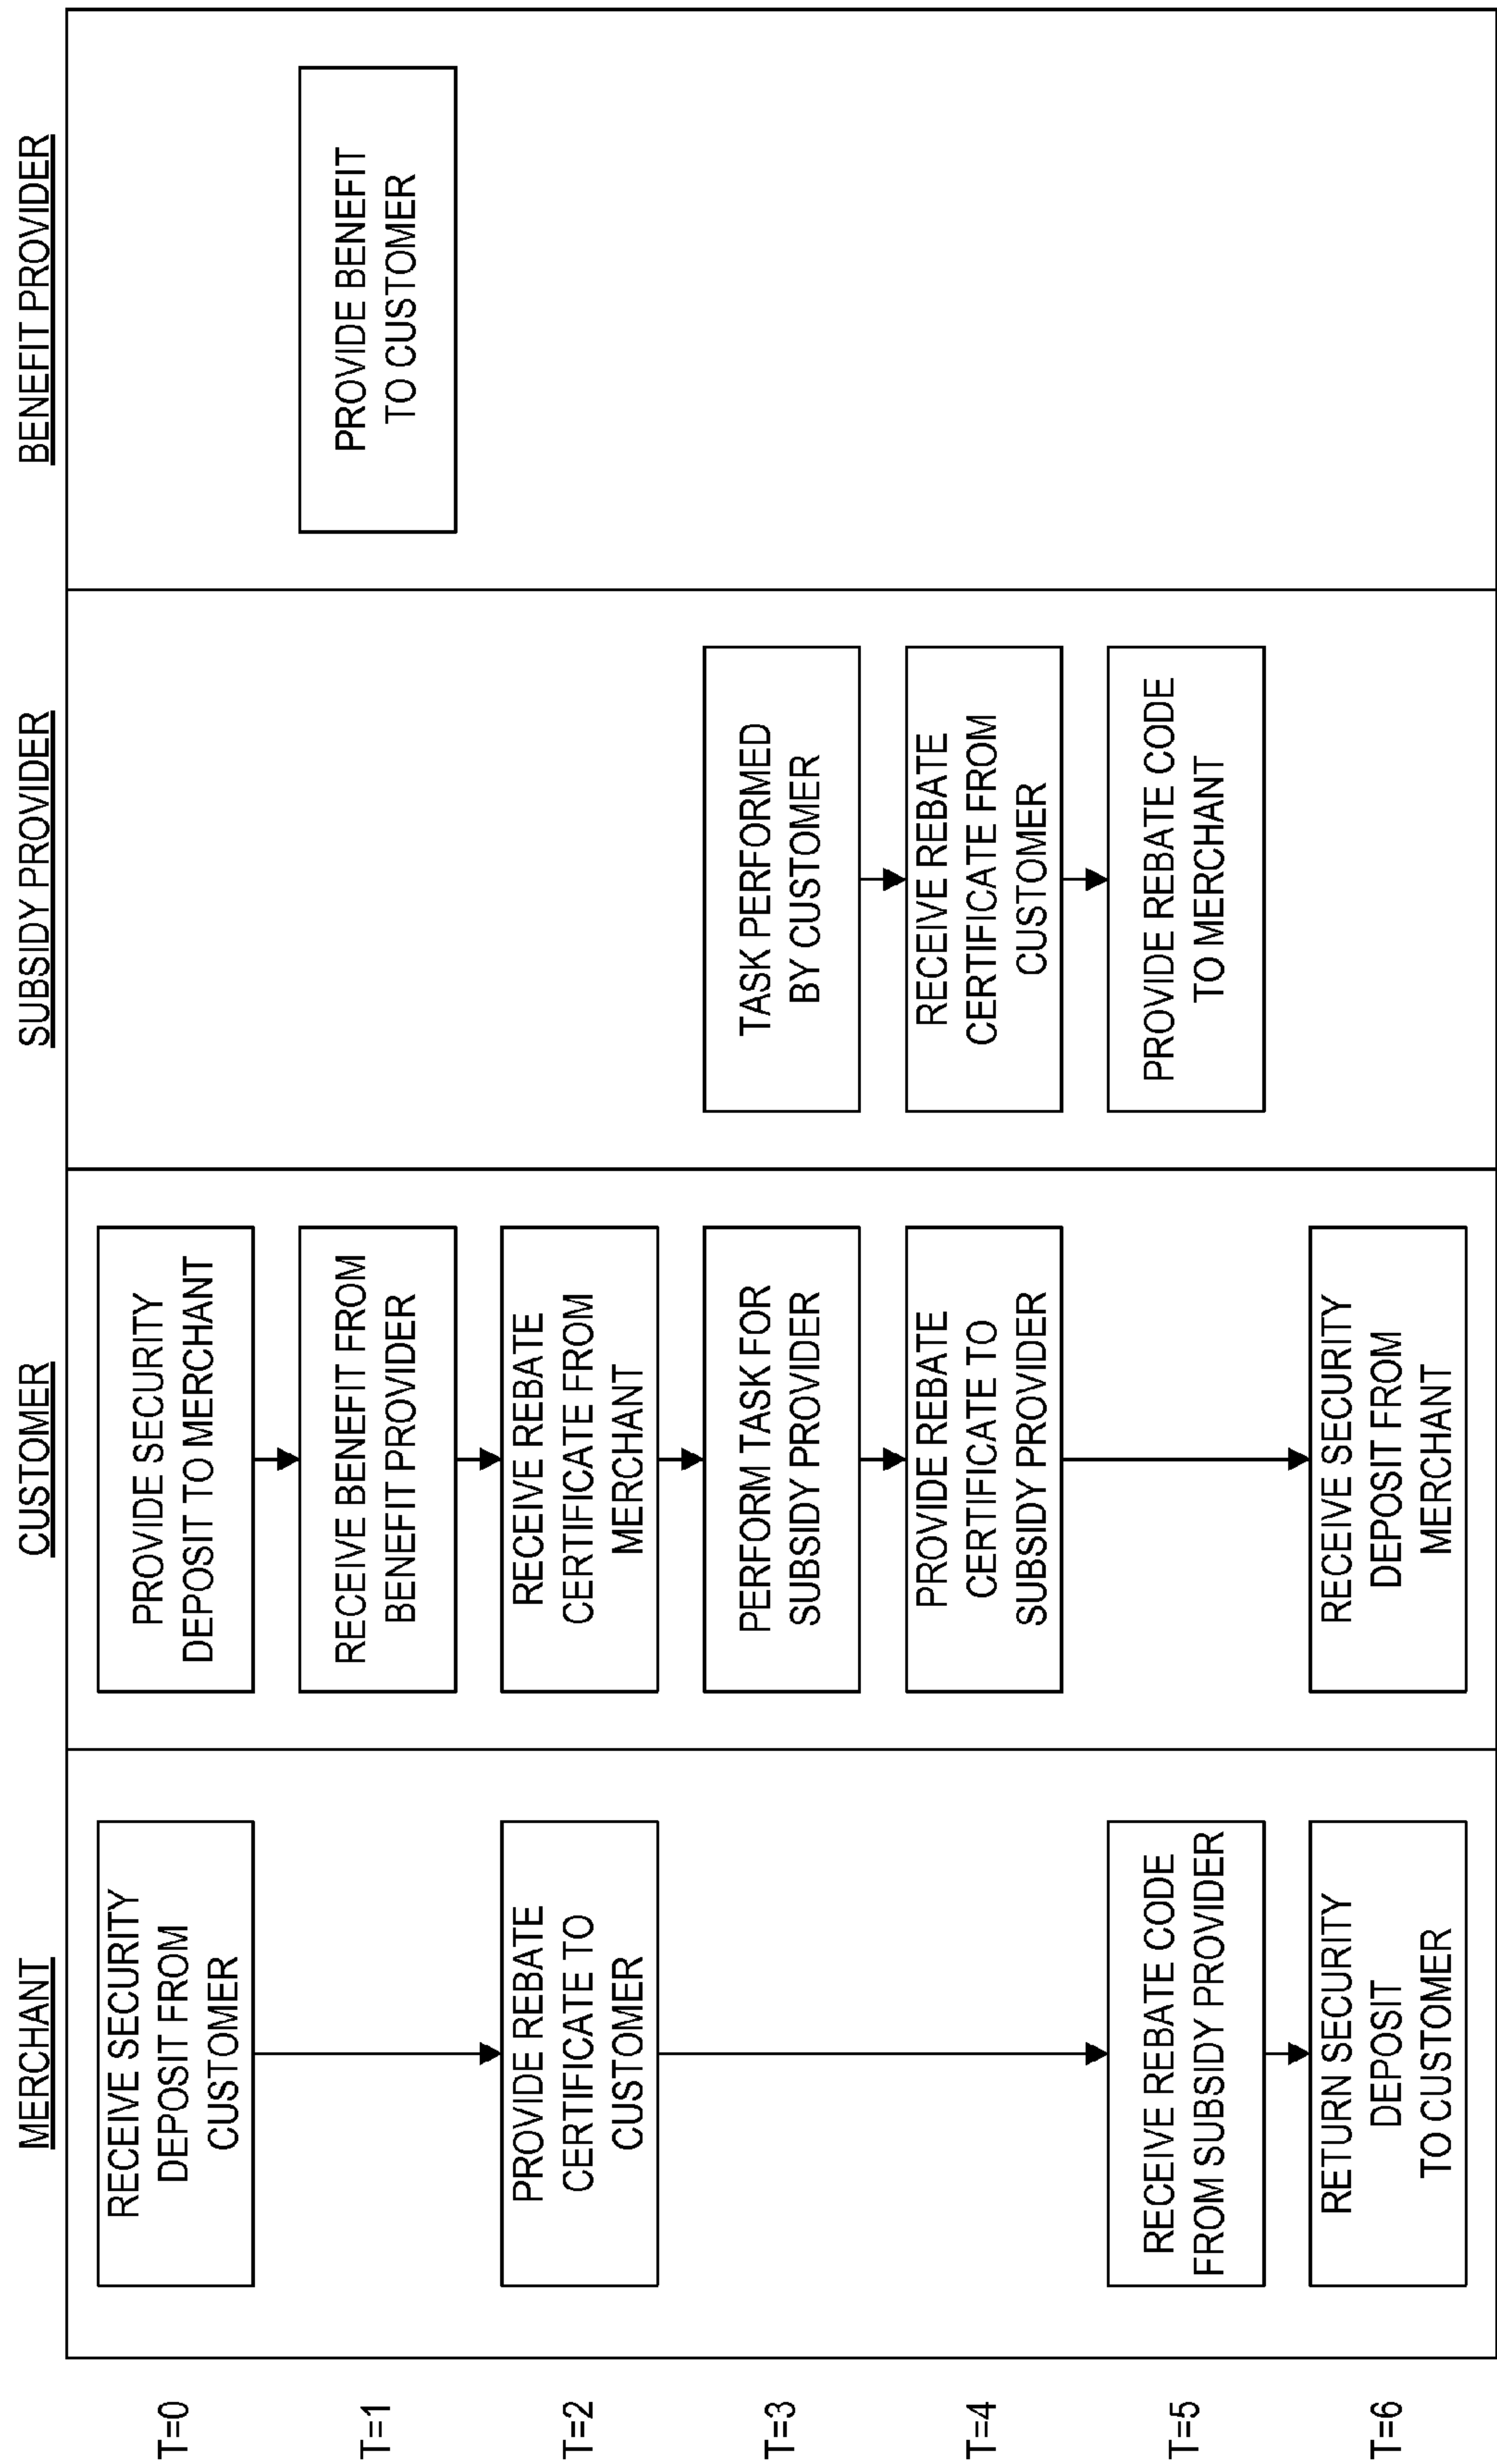 MERCHANT
CUSTOMER
SUBSIDY PROVIDER
BENEFIT PROVIDER
T=0
RECEIVE SECURITY
DEPOSIT FROM
CUSTOMER
PROVIDE SECURITY
DEPOSIT TO MERCHANT
T=1
RECEIVE BENEFIT FROM
BENEFIT PROVIDER
PROVIDE BENEFIT
TO CUSTOMER
T=2
PROVIDE REBATE
CERTIFICATE TO
CUSTOMER
RECEIVE REBATE
CERTIFICATE FROM
MERCHANT
T=3
PERFORM TASK FOR
SUBSIDY PROVIDER
TASK PERFORMED
BY CUSTOMER
T=4
PROVIDE REBATE
CERTIFICATE TO
SUBSIDY PROVIDER
RECEIVE REBATE
CERTIFICATE FROM
CUSTOMER
T=5
RECEIVE REBATE CODE
FROM SUBSIDY PROVIDER
PROVIDE REBATE CODE
TO MERCHANT
T=6
RETURN SECURITY
DEPOSIT
TO CUSTOMER
RECEIVE SECURITY
DEPOSIT FROM
MERCHANT